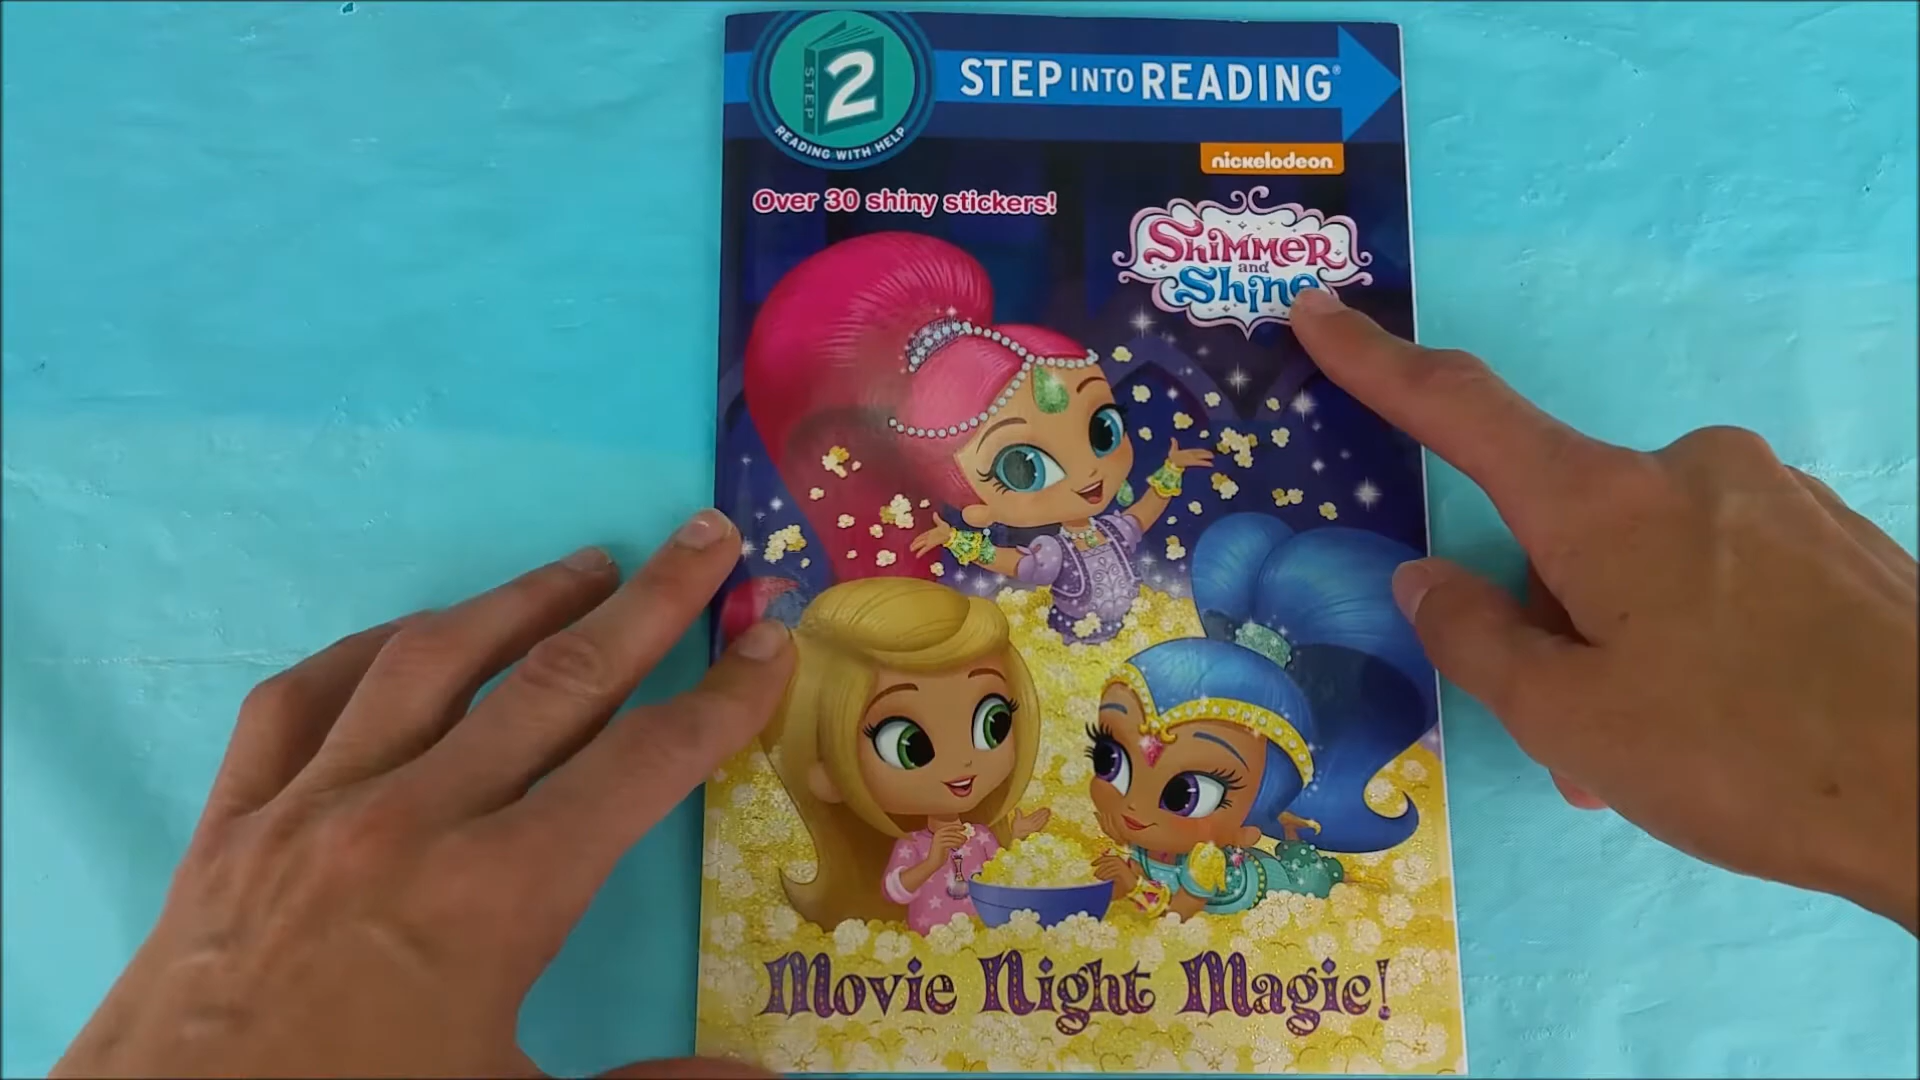 STEP 2
READING WITH HELP
STEP INTO READING®
nickelodeon
Over 30 shiny stickers!
SHIMMER
and
Shine
Movie Night Magic!